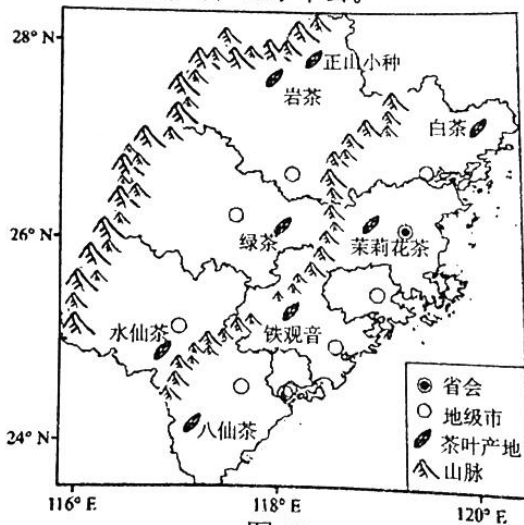 28° N
正山小种
岩茶
白茶
26° N
绿茶
茉莉花茶
水仙茶
铁观音
八仙茶
24° N
省会
地级市
茶叶产地
山脉
116° E
118° E
120° E